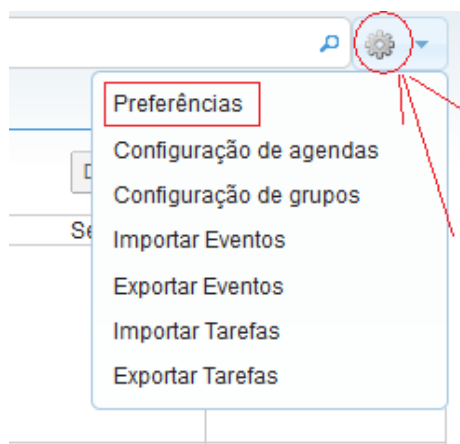 Preferências
Configuração de agendas
Configuração de grupos
Importar Eventos
Exportar Eventos
Importar Tarefas
Exportar Tarefas